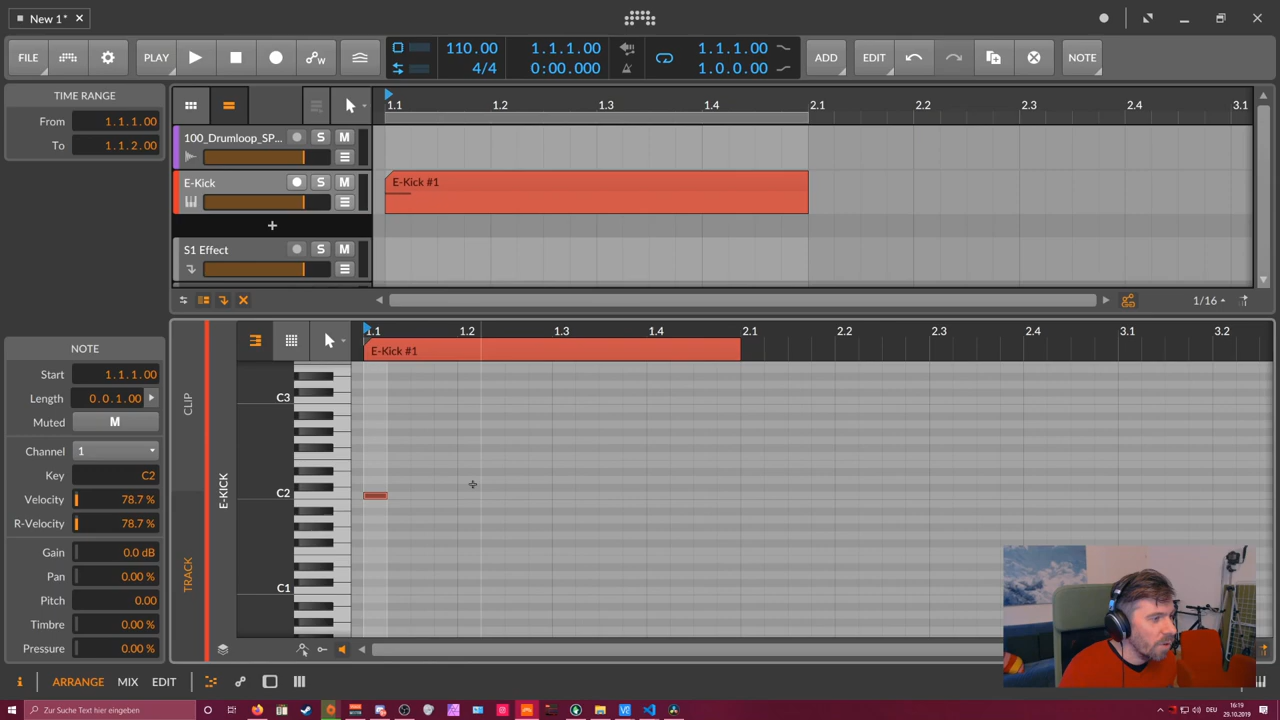 New 1*
FILE
PLAY
110.00
4/4
1.1.1.00
0:00.000
1.1.1.00
1.0.0.00
ADD
EDIT
NOTE
TIME RANGE
From 1.1.1.00
To 1.1.2.00
1.1 1.2 1.3 1.4 2.1 2.2 2.3 2.4 3.1
100_Drumloop_SP... S M
E-Kick S M
E-Kick #1
+
S1 Effect S M
1/16
NOTE
Start 1.1.1.00
Length 0.0.1.00
Muted M
Channel 1
Key C2
Velocity 78.7 %
R-Velocity 78.7 %
Gain 0.0 dB
Pan 0.00 %
Pitch 0.00
Timbre 0.00 %
Pressure 0.00 %
CLIP
TRACK
E-KICK
1.1 1.2 1.3 1.4 2.1 2.2 2.3 2.4 3.1 3.2
E-Kick #1
C3
C2
C1
i ARRANGE MIX EDIT
Zur Suche Text hier eingeben
DEU
16:19
29.10.2019